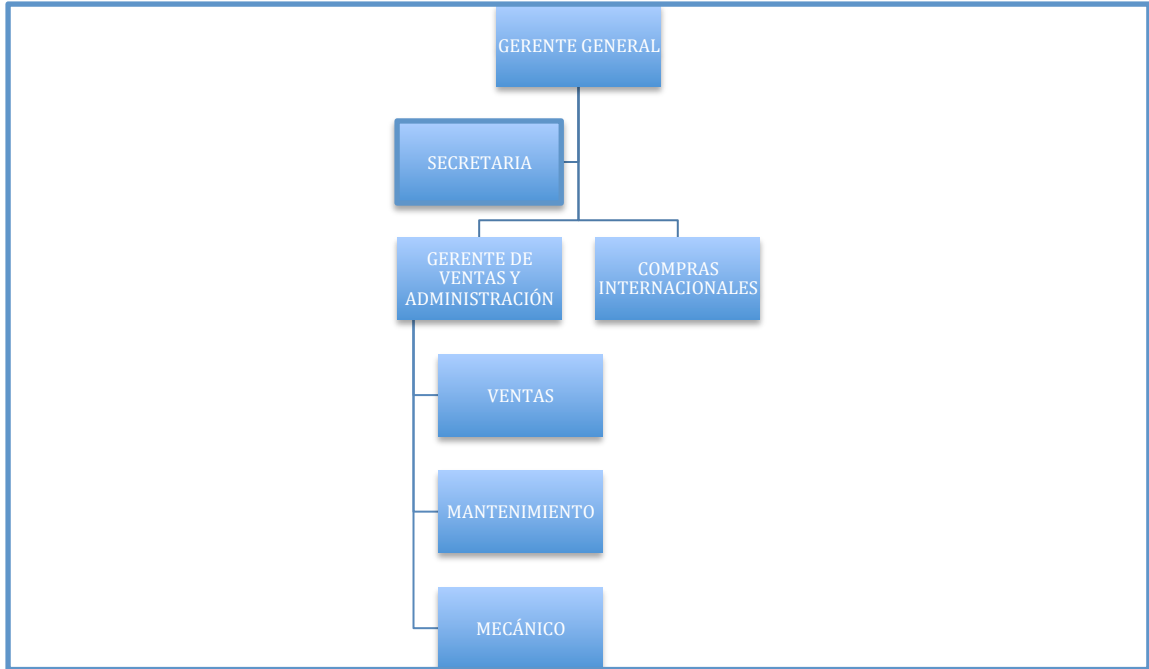 GERENTE GENERAL
SECRETARIA
GERENTE DE
VENTAS Y
ADMINISTRACIÓN
COMPRAS
INTERNACIONALES
VENTAS
MANTENIMIENTO
MECÁNICO